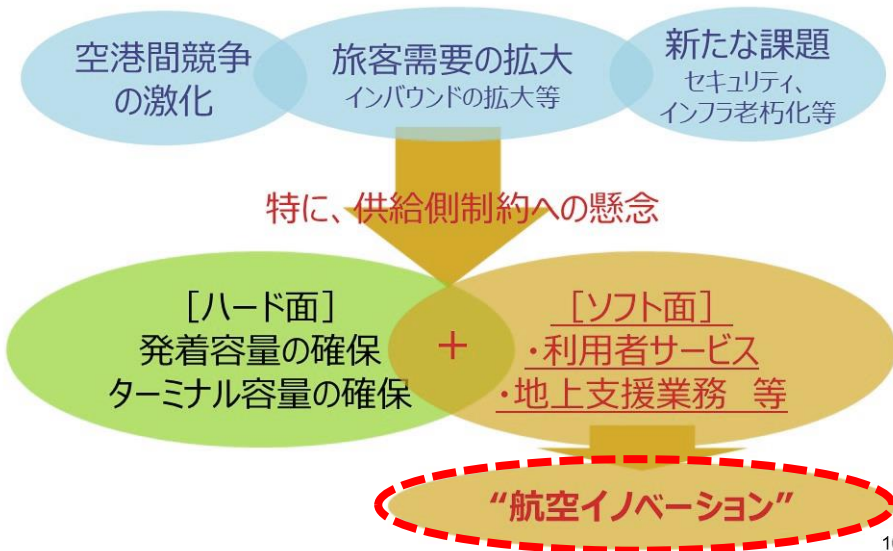 空港間競争
の激化
旅客需要の拡大
インバウンドの拡大等
新たな課題
セキュリティ、
インフラ老朽化等
特に、供給側制約への懸念
［ハード面］
発着容量の確保
ターミナル容量の確保
+
［ソフト面］
・利用者サービス
・地上支援業務　等
“航空イノベーション”